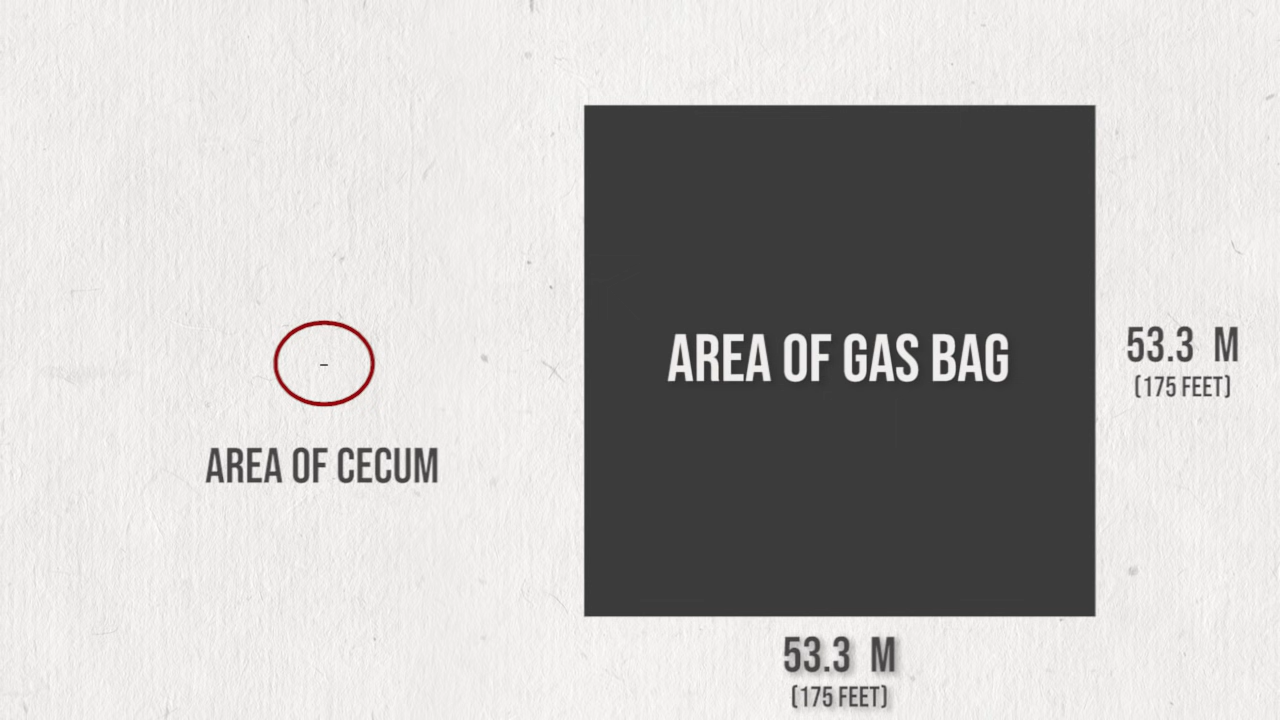 AREA OF GAS BAG
53.3 M
(175 FEET)
AREA OF CECUM
53.3 M
(175 FEET)